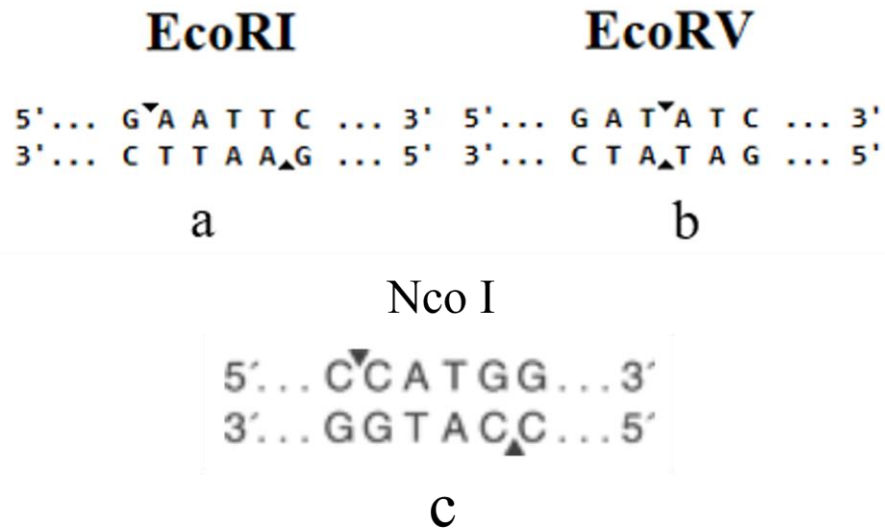 EcoRI EcoRV
5'... G▼A A T T C ... 3' 5'... G A T▼A T C ... 3'
3'... C T T A A▲G ... 5' 3'... C T A▲T A G ... 5'
a b
Nco I
5´...C▼C A T G G...3´
3´...G G T A C▲C...5´
c